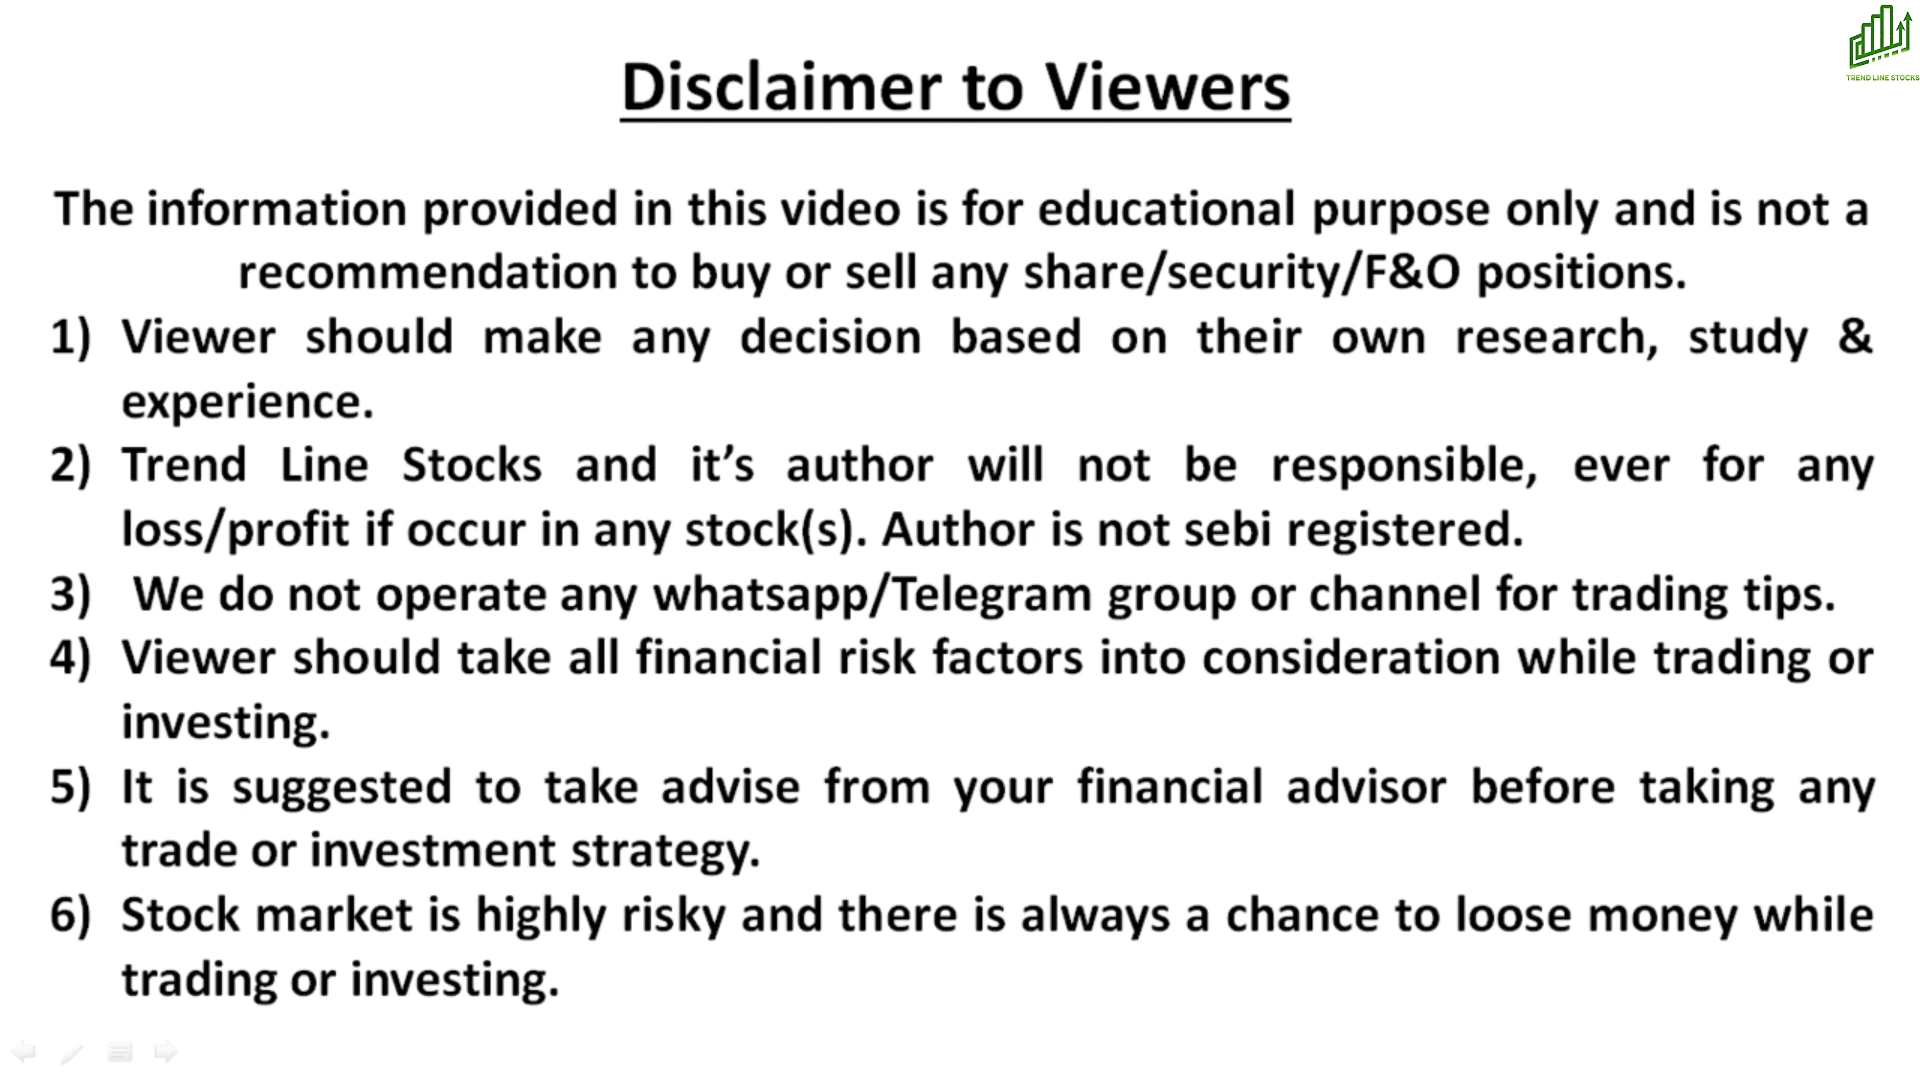 TREND LINE STOCKS
Disclaimer to Viewers
The information provided in this video is for educational purpose only and is not a
recommendation to buy or sell any share/security/F&O positions.
1) Viewer should make any decision based on their own research, study &
experience.
2) Trend Line Stocks and it’s author will not be responsible, ever for any
loss/profit if occur in any stock(s). Author is not sebi registered.
3) We do not operate any whatsapp/Telegram group or channel for trading tips.
4) Viewer should take all financial risk factors into consideration while trading or
investing.
5) It is suggested to take advise from your financial advisor before taking any
trade or investment strategy.
6) Stock market is highly risky and there is always a chance to loose money while
trading or investing.